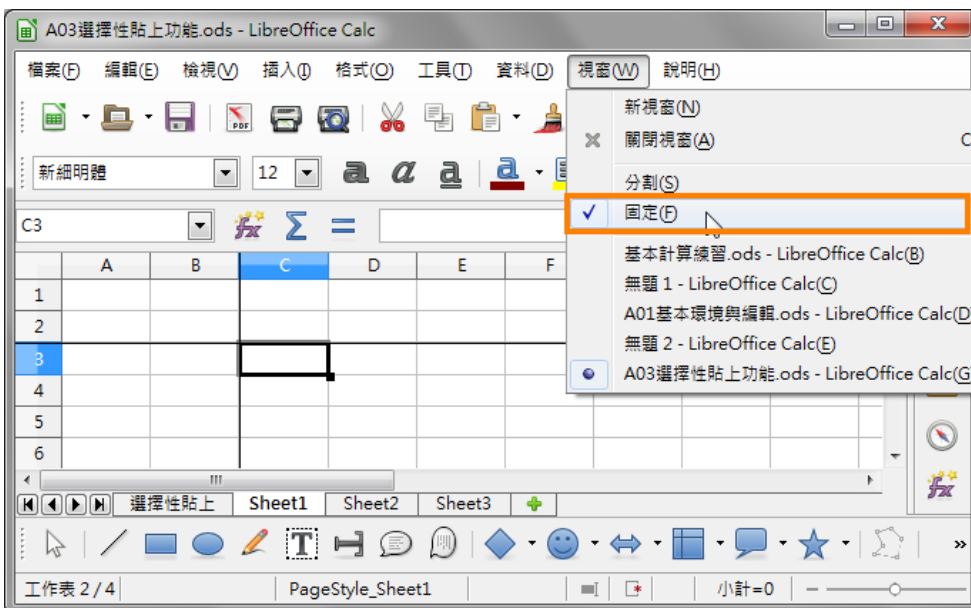 A03選擇性貼上功能.ods - LibreOffice Calc
檔案(F) 編輯(E) 檢視(V) 插入(I) 格式(O) 工具(T) 資料(D) 視窗(W) 說明(H)
新視窗(N)
PDF
關閉視窗(A) C
新細明體 12 a a a a
分割(S)
固定(F)
C3
基本計算練習.ods - LibreOffice Calc(B)
A B C D E F
無題 1 - LibreOffice Calc(C)
1
A01基本環境與編輯.ods - LibreOffice Calc(D
2
無題 2 - LibreOffice Calc(E)
3
A03選擇性貼上功能.ods - LibreOffice Calc(G
4
5
6
選擇性貼上 Sheet1 Sheet2 Sheet3
T
工作表 2 / 4 PageStyle_Sheet1 小計=0